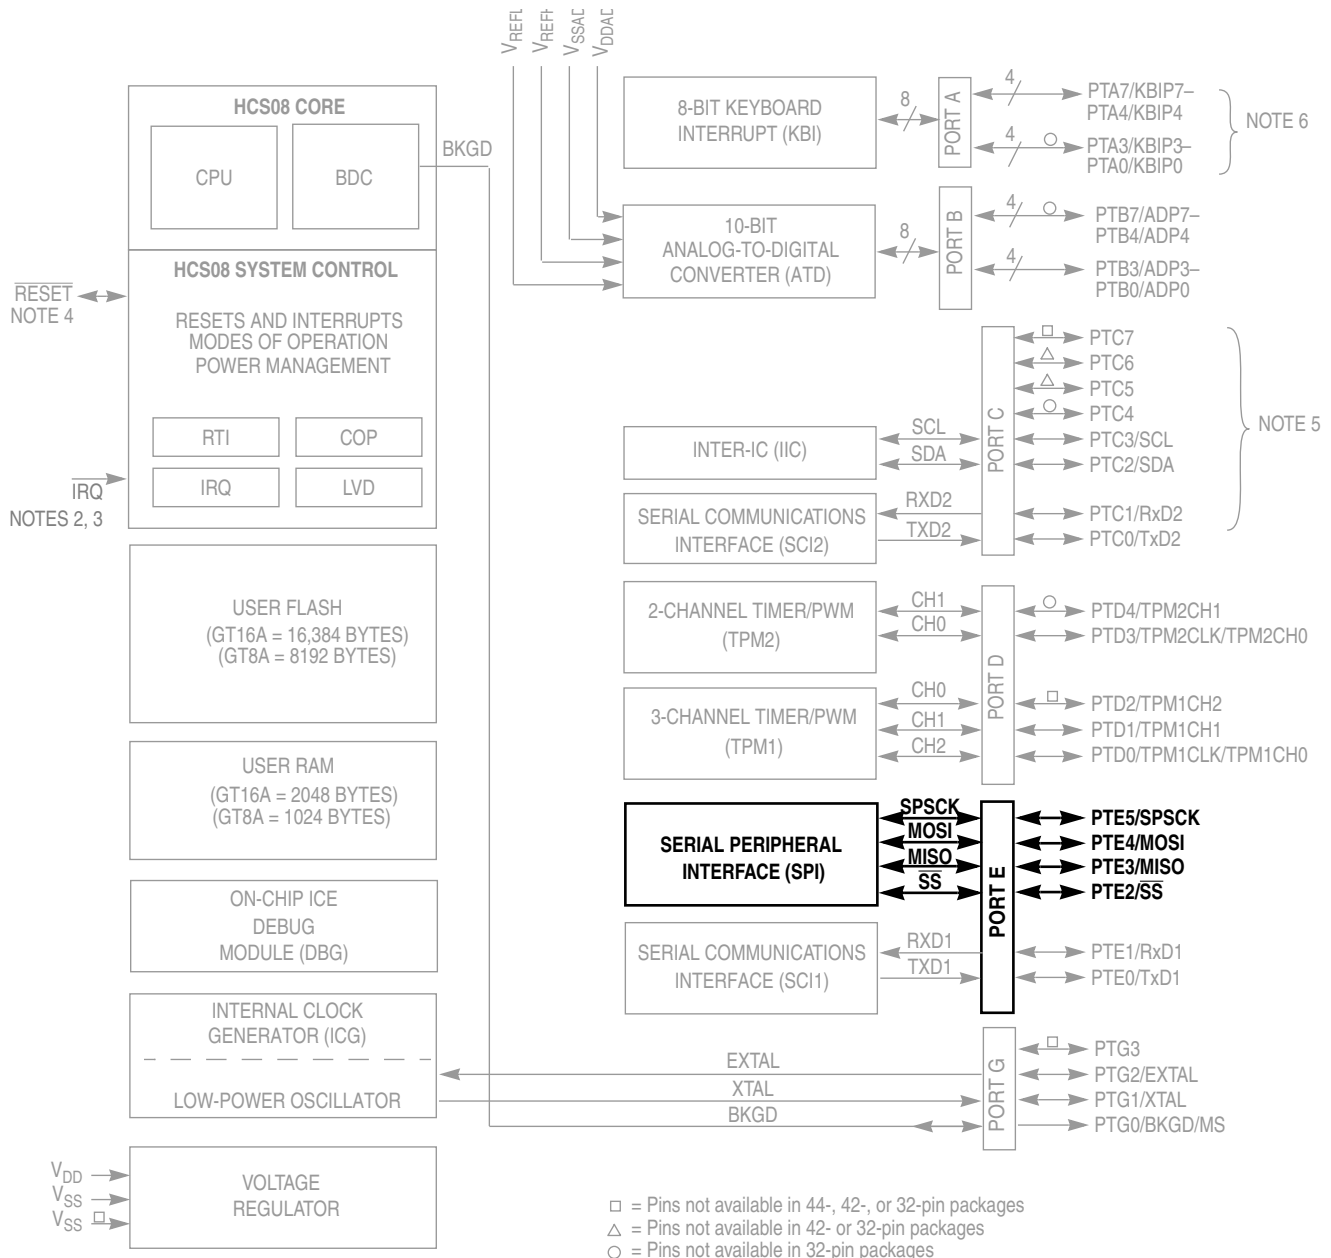 VREFL
VREFH
VSSAD
VDDAD
HCS08 CORE
CPU
BDC
BKGD
HCS08 SYSTEM CONTROL
RESET
NOTE 4
RESETS AND INTERRUPTS
MODES OF OPERATION
POWER MANAGEMENT
RTI
COP
IRQ
LVD
IRQ
NOTES 2, 3
USER FLASH
(GT16A = 16,384 BYTES)
(GT8A = 8192 BYTES)
USER RAM
(GT16A = 2048 BYTES)
(GT8A = 1024 BYTES)
ON-CHIP ICE
DEBUG
MODULE (DBG)
INTERNAL CLOCK
GENERATOR (ICG)
LOW-POWER OSCILLATOR
VDD
VSS
VSS
VOLTAGE
REGULATOR
8-BIT KEYBOARD
INTERRUPT (KBI)
8
PORT A
4
PTA7/KBIP7–
PTA4/KBIP4
4
PTA3/KBIP3–
PTA0/KBIP0
NOTE 6
10-BIT
ANALOG-TO-DIGITAL
CONVERTER (ATD)
8
PORT B
4
PTB7/ADP7–
PTB4/ADP4
4
PTB3/ADP3–
PTB0/ADP0
INTER-IC (IIC)
SCL
SDA
SERIAL COMMUNICATIONS
INTERFACE (SCI2)
RXD2
TXD2
PORT C
PTC7
PTC6
PTC5
PTC4
PTC3/SCL
PTC2/SDA
PTC1/RxD2
PTC0/TxD2
NOTE 5
2-CHANNEL TIMER/PWM
(TPM2)
CH1
CH0
3-CHANNEL TIMER/PWM
(TPM1)
CH0
CH1
CH2
PORT D
PTD4/TPM2CH1
PTD3/TPM2CLK/TPM2CH0
PTD2/TPM1CH2
PTD1/TPM1CH1
PTD0/TPM1CLK/TPM1CH0
SERIAL PERIPHERAL
INTERFACE (SPI)
SPSCK
MOSI
MISO
SS
PORT E
PTE5/SPSCK
PTE4/MOSI
PTE3/MISO
PTE2/SS
SERIAL COMMUNICATIONS
INTERFACE (SCI1)
RXD1
TXD1
PTE1/RxD1
PTE0/TxD1
EXTAL
XTAL
BKGD
PORT G
PTG3
PTG2/EXTAL
PTG1/XTAL
PTG0/BKGD/MS
= Pins not available in 44-, 42-, or 32-pin packages
= Pins not available in 42- or 32-pin packages
= Pins not available in 32-pin packages